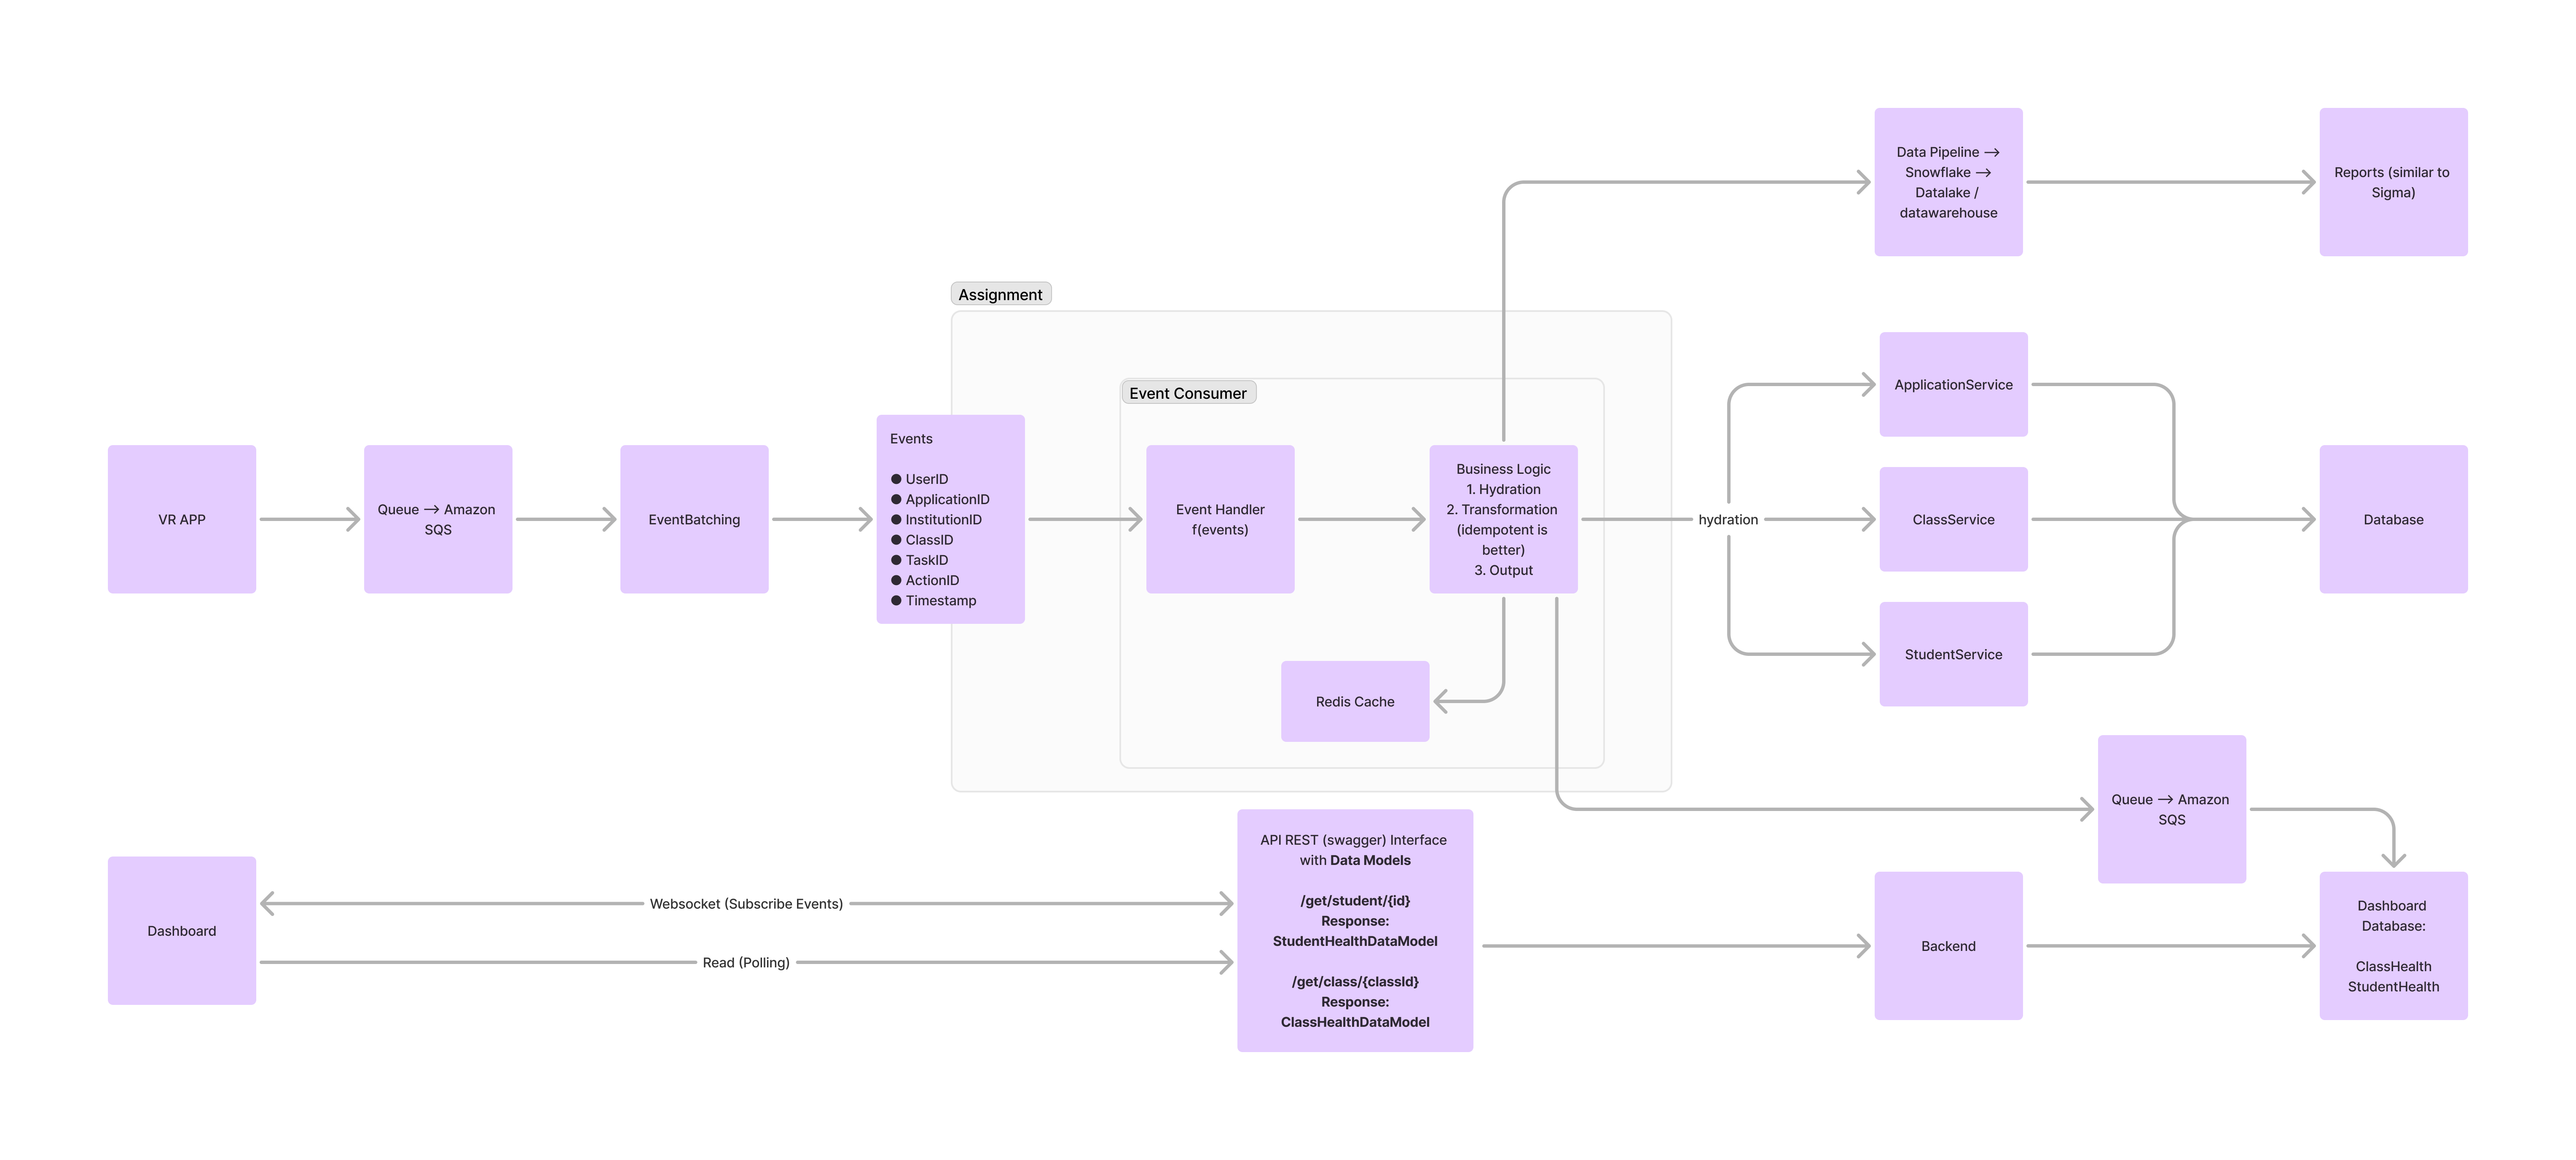 Data Pipeline →
Snowflake →
Datalake /
datawarehouse
Reports (similar to
Sigma)
Assignment
Event Consumer
ApplicationService
VR APP
Queue → Amazon
SQS
EventBatching
Events
● UserID
● ApplicationID
● InstitutionID
● ClassID
● TaskID
● ActionID
● Timestamp
Event Handler
f(events)
Business Logic
1. Hydration
2. Transformation
(idempotent is
better)
3. Output
hydration
ClassService
Database
StudentService
Redis Cache
Queue → Amazon
SQS
Dashboard
Websocket (Subscribe Events)
Read (Polling)
API REST (swagger) Interface
with Data Models
/get/student/{id}
Response:
StudentHealthDataModel
/get/class/{classId}
Response:
ClassHealthDataModel
Backend
Dashboard
Database:
ClassHealth
StudentHealth